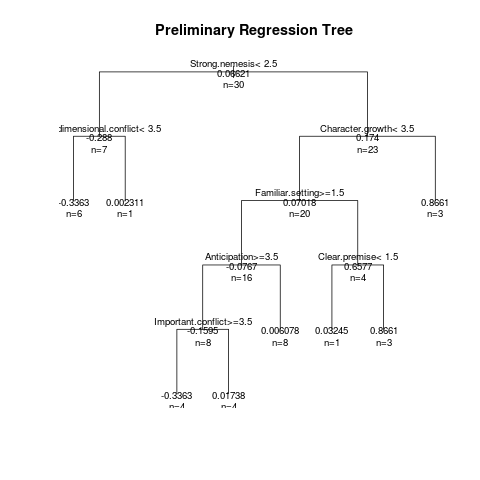 Preliminary Regression Tree
Strong.nemesis< 2.5
0.06621
n=30
dimensional.conflict< 3.5
-0.288
n=7
Character.growth< 3.5
0.174
n=23
-0.3363
n=6
0.002311
n=1
Familiar.setting>=1.5
0.07018
n=20
0.8661
n=3
Anticipation>=3.5
-0.0767
n=16
Clear.premise< 1.5
0.6577
n=4
Important.conflict>=3.5
-0.1595
n=8
0.006078
n=8
0.03245
n=1
0.8661
n=3
-0.3363
n=4
0.01738
n=4